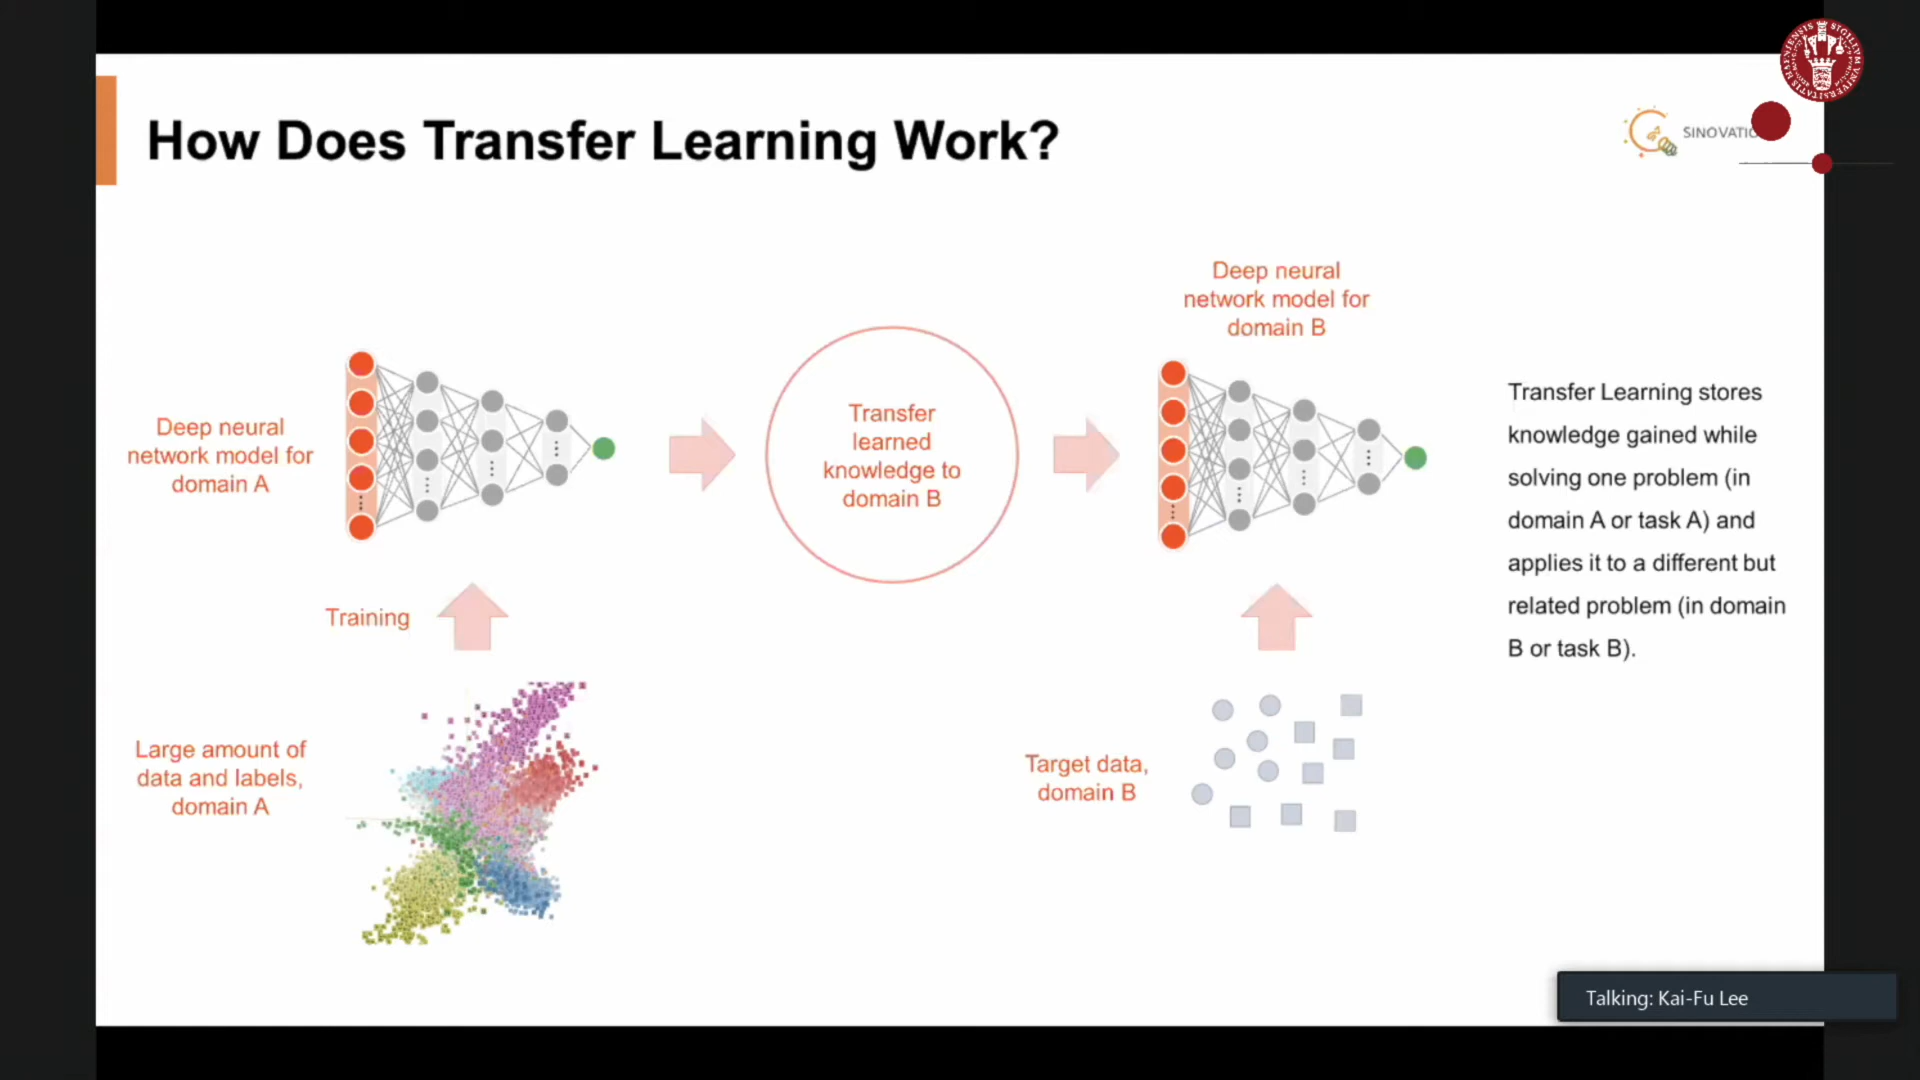 How Does Transfer Learning Work?
SINOVATIO
Deep neural
network model for
domain B
Deep neural
network model for
domain A
Transfer
learned
knowledge to
domain B
Transfer Learning stores
knowledge gained while
solving one problem (in
domain A or task A) and
applies it to a different but
related problem (in domain
B or task B).
Training
Large amount of
data and labels,
domain A
Target data,
domain B
Talking: Kai-Fu Lee